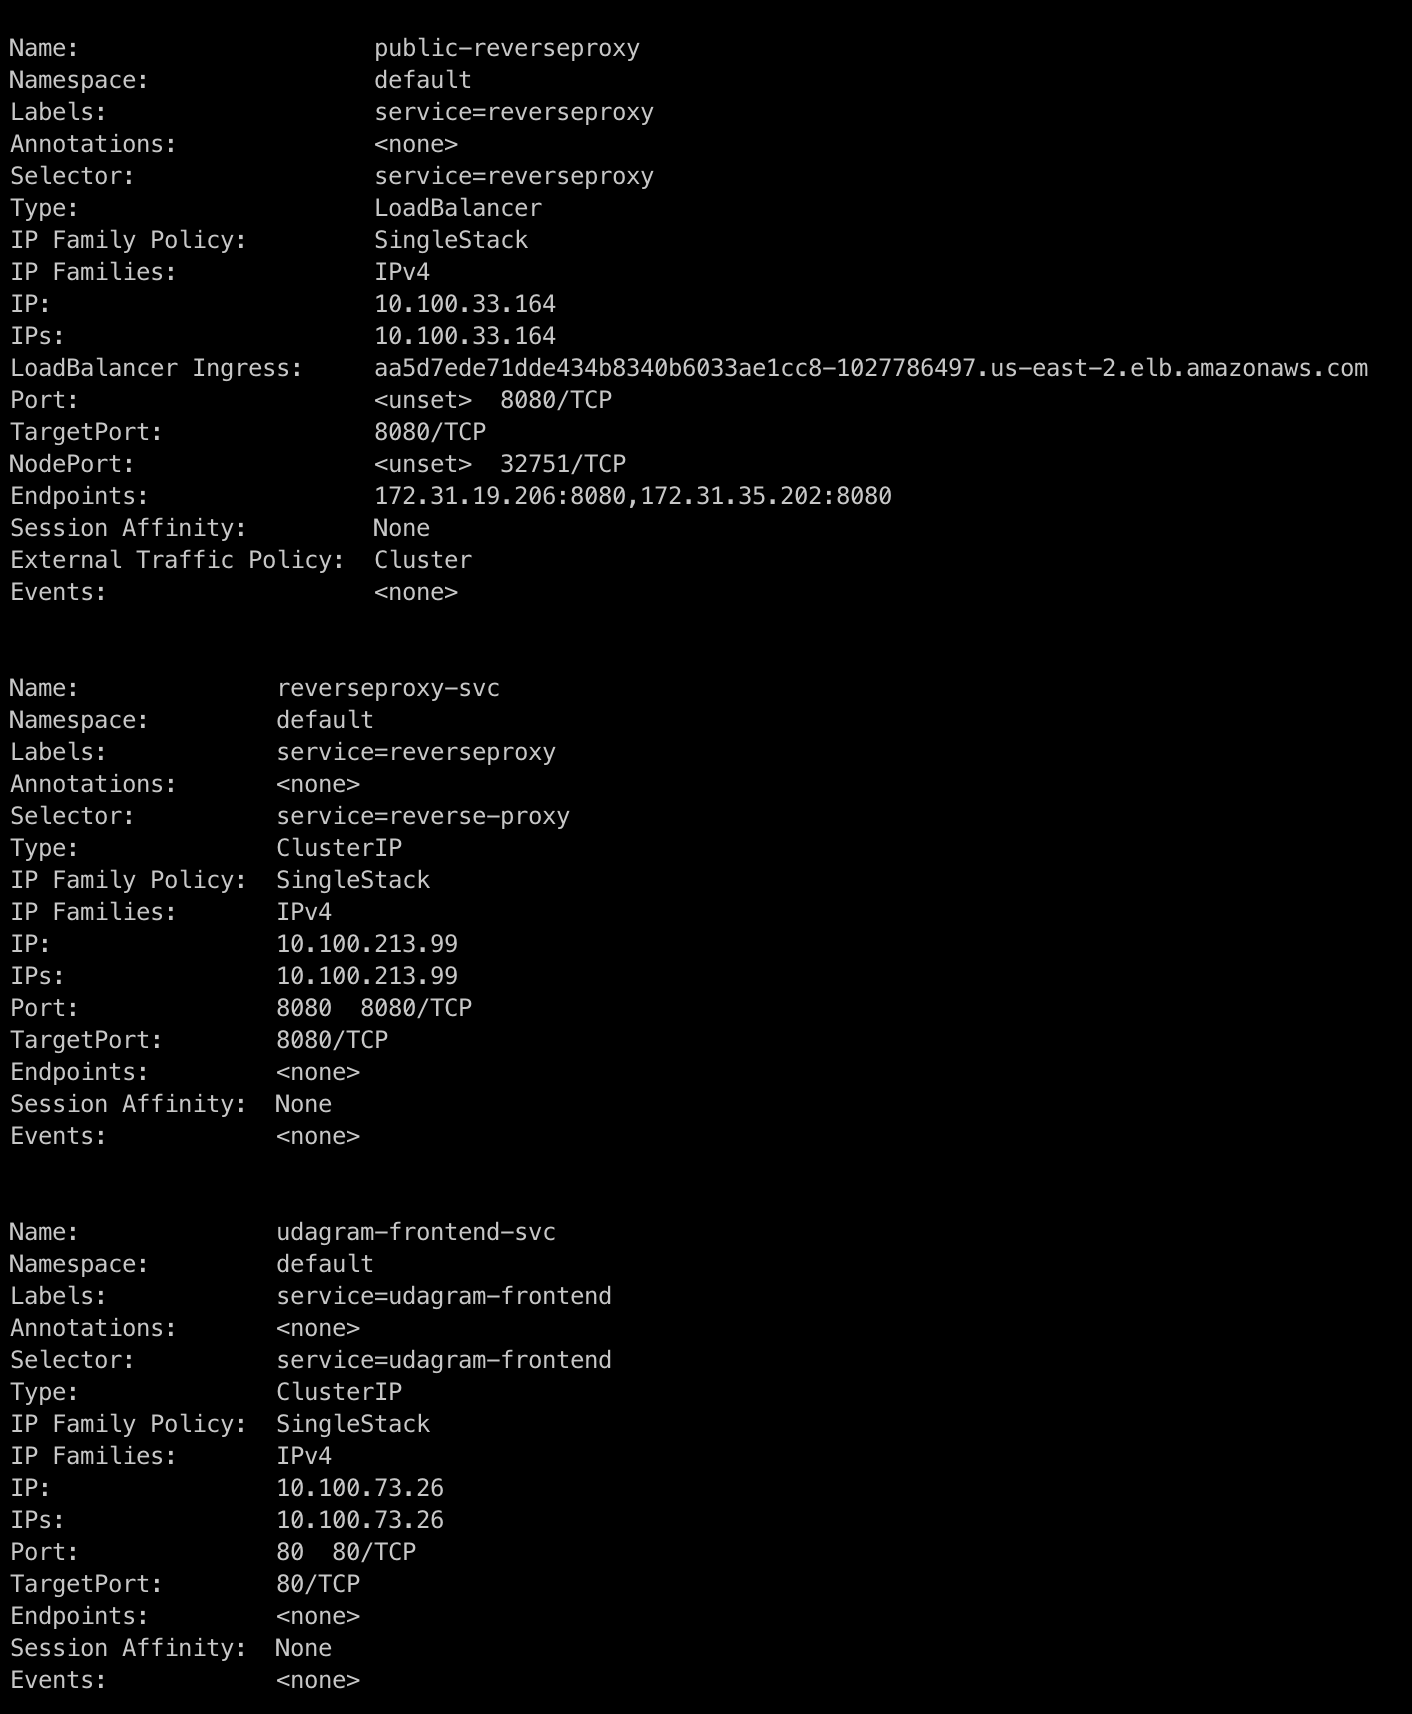 Name: public-reverseproxy
Namespace: default
Labels: service=reverseproxy
Annotations: <none>
Selector: service=reverseproxy
Type: LoadBalancer
IP Family Policy: SingleStack
IP Families: IPv4
IP: 10.100.33.164
IPs: 10.100.33.164
LoadBalancer Ingress: aa5d7ede71dde434b8340b6033ae1cc8-1027786497.us-east-2.elb.amazonaws.com
Port: <unset> 8080/TCP
TargetPort: 8080/TCP
NodePort: <unset> 32751/TCP
Endpoints: 172.31.19.206:8080,172.31.35.202:8080
Session Affinity: None
External Traffic Policy: Cluster
Events: <none>
Name: reverseproxy-svc
Namespace: default
Labels: service=reverseproxy
Annotations: <none>
Selector: service=reverse-proxy
Type: ClusterIP
IP Family Policy: SingleStack
IP Families: IPv4
IP: 10.100.213.99
IPs: 10.100.213.99
Port: 8080 8080/TCP
TargetPort: 8080/TCP
Endpoints: <none>
Session Affinity: None
Events: <none>
Name: udagram-frontend-svc
Namespace: default
Labels: service=udagram-frontend
Annotations: <none>
Selector: service=udagram-frontend
Type: ClusterIP
IP Family Policy: SingleStack
IP Families: IPv4
IP: 10.100.73.26
IPs: 10.100.73.26
Port: 80 80/TCP
TargetPort: 80/TCP
Endpoints: <none>
Session Affinity: None
Events: <none>